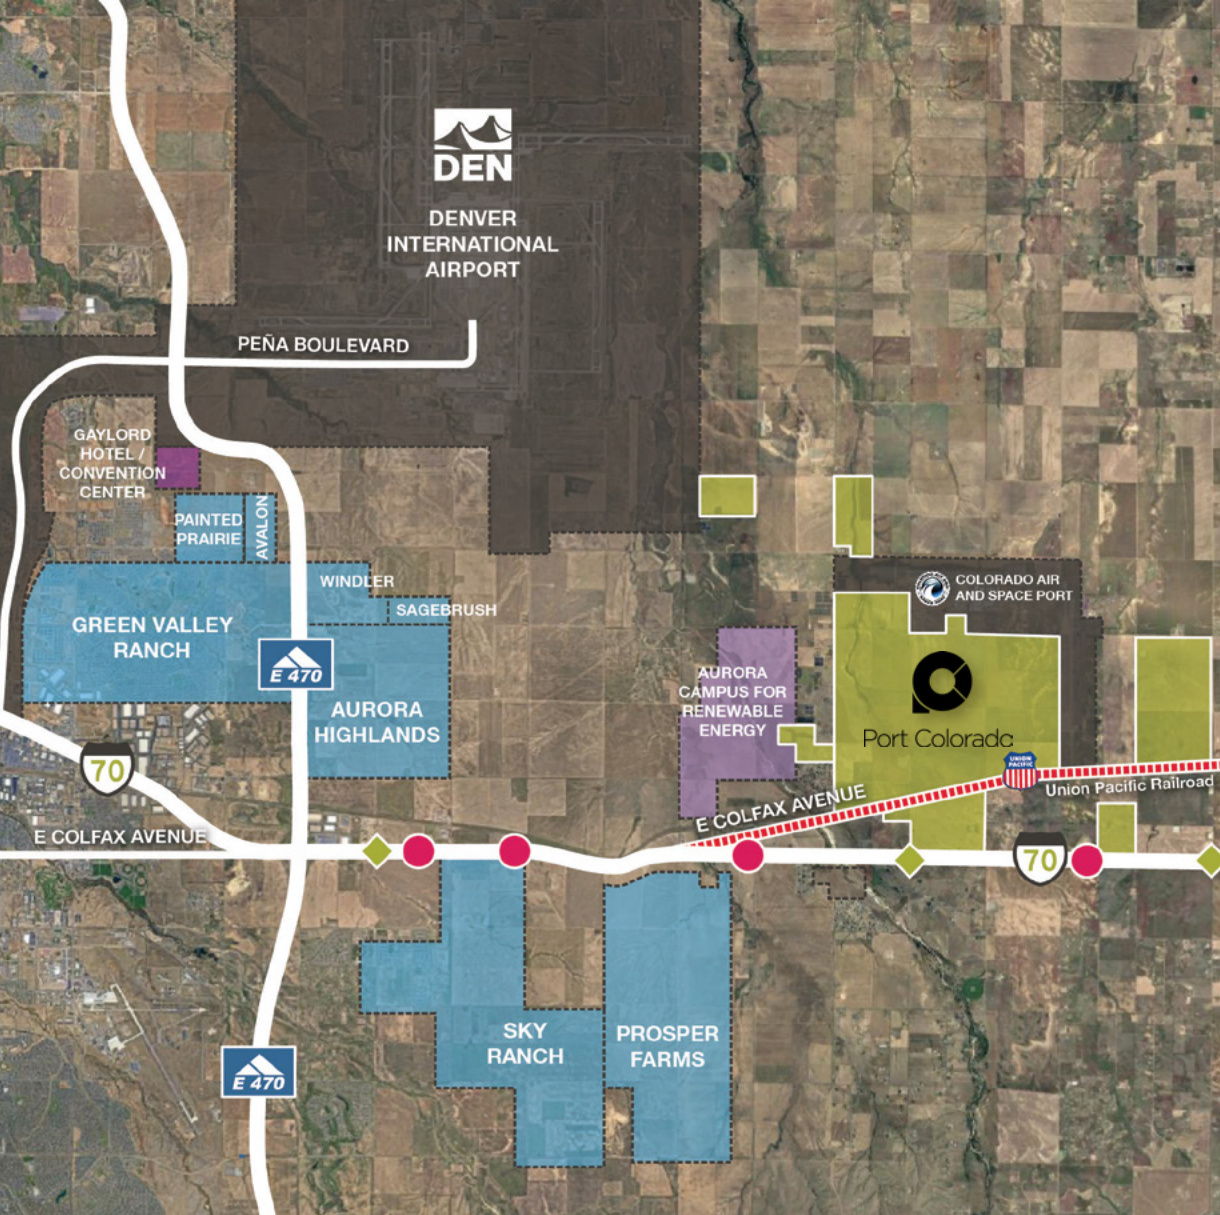 DEN
DENVER
INTERNATIONAL
AIRPORT
PEÑA BOULEVARD
GAYLORD
HOTEL /
CONVENTION
CENTER
PAINTED
PRAIRIE
AVALON
WINDLER
SAGEBRUSH
GREEN VALLEY
RANCH
E 470
AURORA
HIGHLANDS
COLORADO AIR
AND SPACE PORT
AURORA
CAMPUS FOR
RENEWABLE
ENERGY
Port Colorado
UNION
PACIFIC
Union Pacific Railroad
70
E COLFAX AVENUE
E COLFAX AVENUE
70
SKY
RANCH
PROSPER
FARMS
E 470